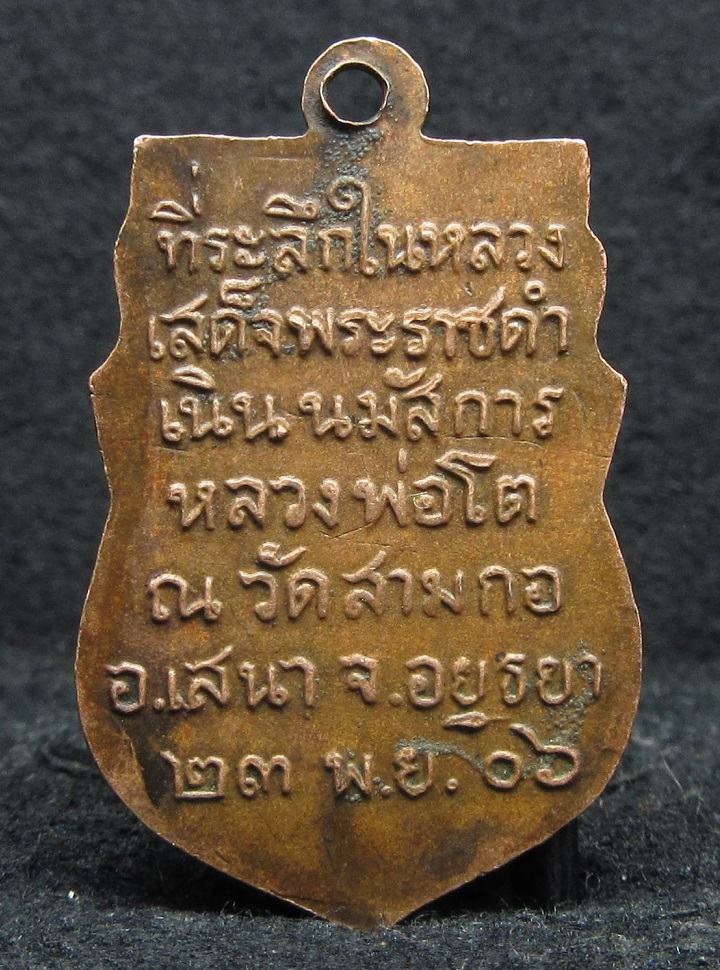 ที่ระลึกในหลวง
เสด็จพระราชดำ
เนินนมัสการ
หลวงพ่อโต
ณ วัดสามกอ
อ.เสนา จ.อยุธยา
๒๓ พ.ย. ๐๖